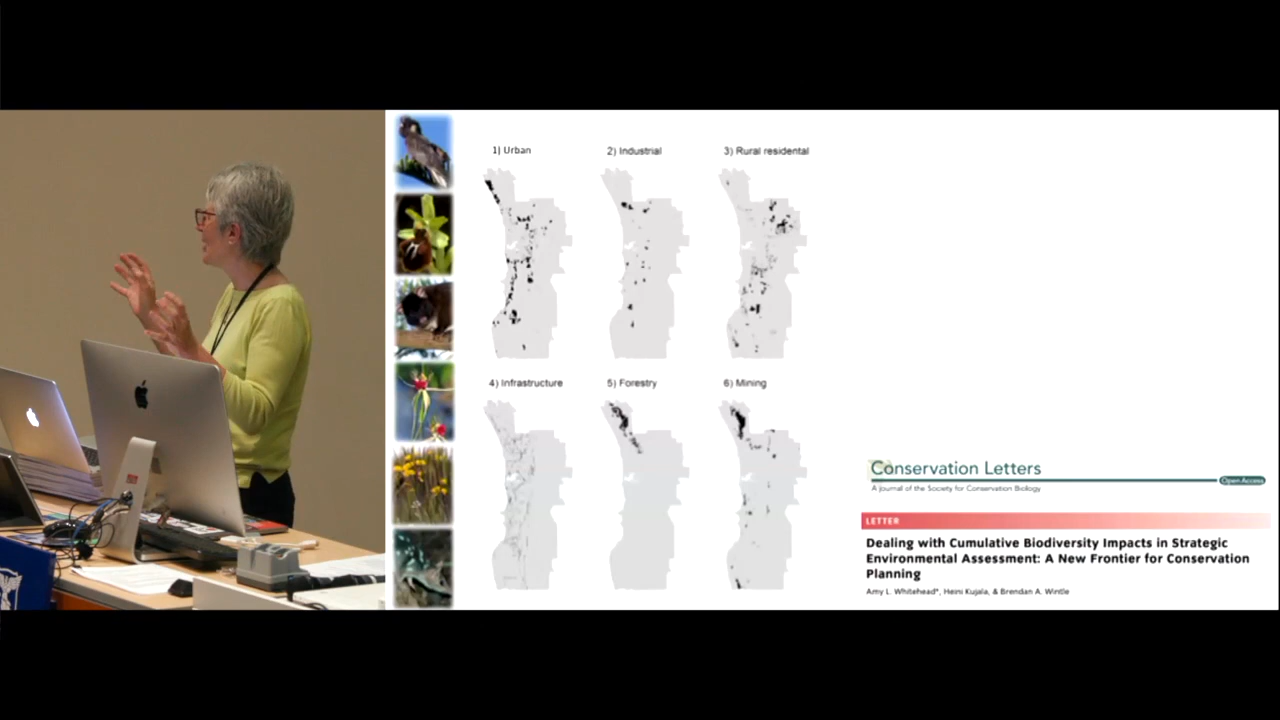 1) Urban
2) Industrial
3) Rural residental
4) Infrastructure
5) Forestry
6) Mining
Conservation Letters
A journal of the Society for Conservation Biology
Open Access
LETTER
Dealing with Cumulative Biodiversity Impacts in Strategic
Environmental Assessment: A New Frontier for Conservation
Planning
Amy L. Whitehead*, Heini Kujala, & Brendan A. Wintle